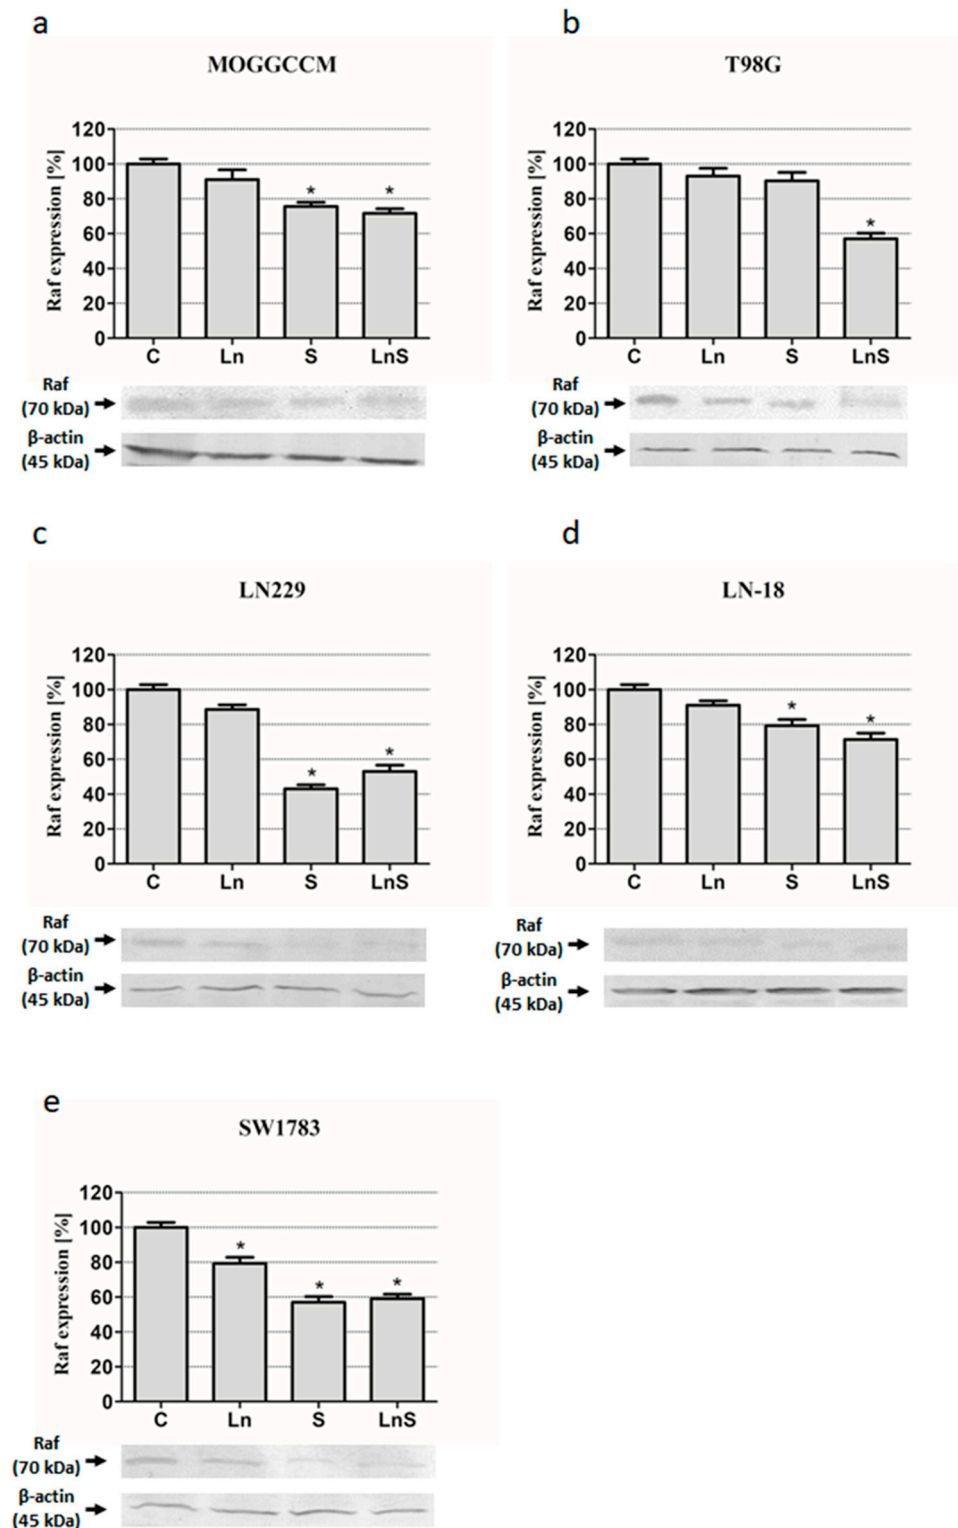 a
MOGGCCM
Raf expression [%]
120
100
80
60
40
20
0
*
*
C Ln S LnS
Raf
(70 kDa)
β-actin
(45 kDa)
b
T98G
Raf expression [%]
120
100
80
60
40
20
0
*
C Ln S LnS
Raf
(70 kDa)
β-actin
(45 kDa)
c
LN229
Raf expression [%]
120
100
80
60
40
20
0
*
*
C Ln S LnS
Raf
(70 kDa)
β-actin
(45 kDa)
d
LN-18
Raf expression [%]
120
100
80
60
40
20
0
*
*
C Ln S LnS
Raf
(70 kDa)
β-actin
(45 kDa)
e
SW1783
Raf expression [%]
120
100
80
60
40
20
0
*
*
*
C Ln S LnS
Raf
(70 kDa)
β-actin
(45 kDa)